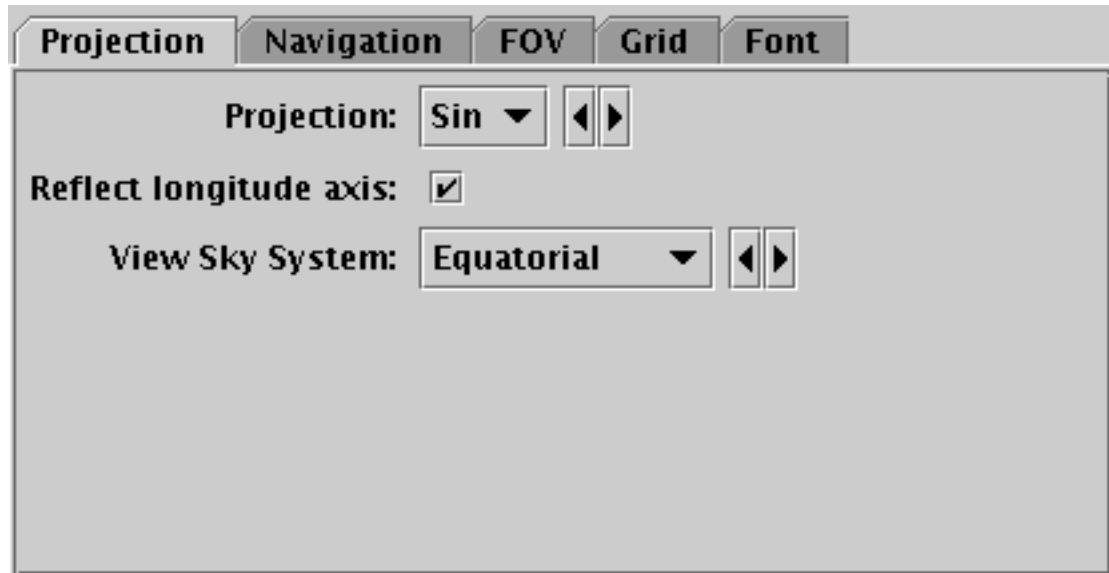 Projection Navigation FOV Grid Font
Projection: Sin
Reflect longitude axis:
View Sky System: Equatorial